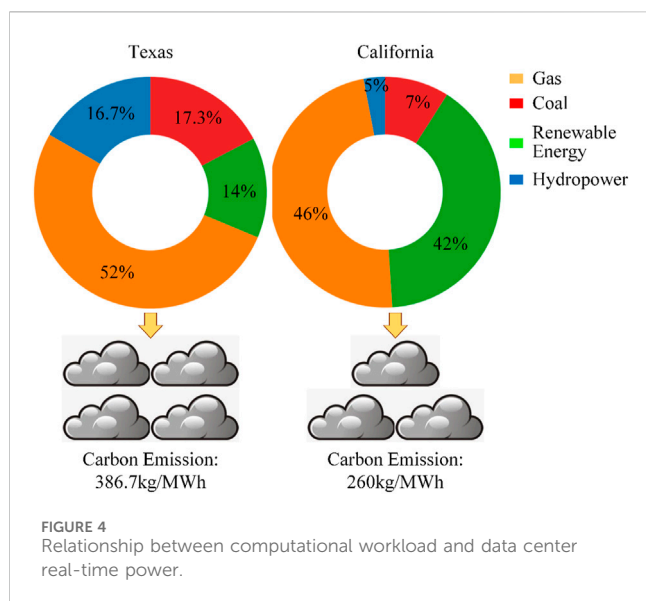 Texas
California
16.7%
17.3%
14%
52%
5%
7%
46%
42%
Gas
Coal
Renewable
Energy
Hydropower
Carbon Emission:
386.7kg/MWh
Carbon Emission:
260kg/MWh
FIGURE 4
Relationship between computational workload and data center
real-time power.